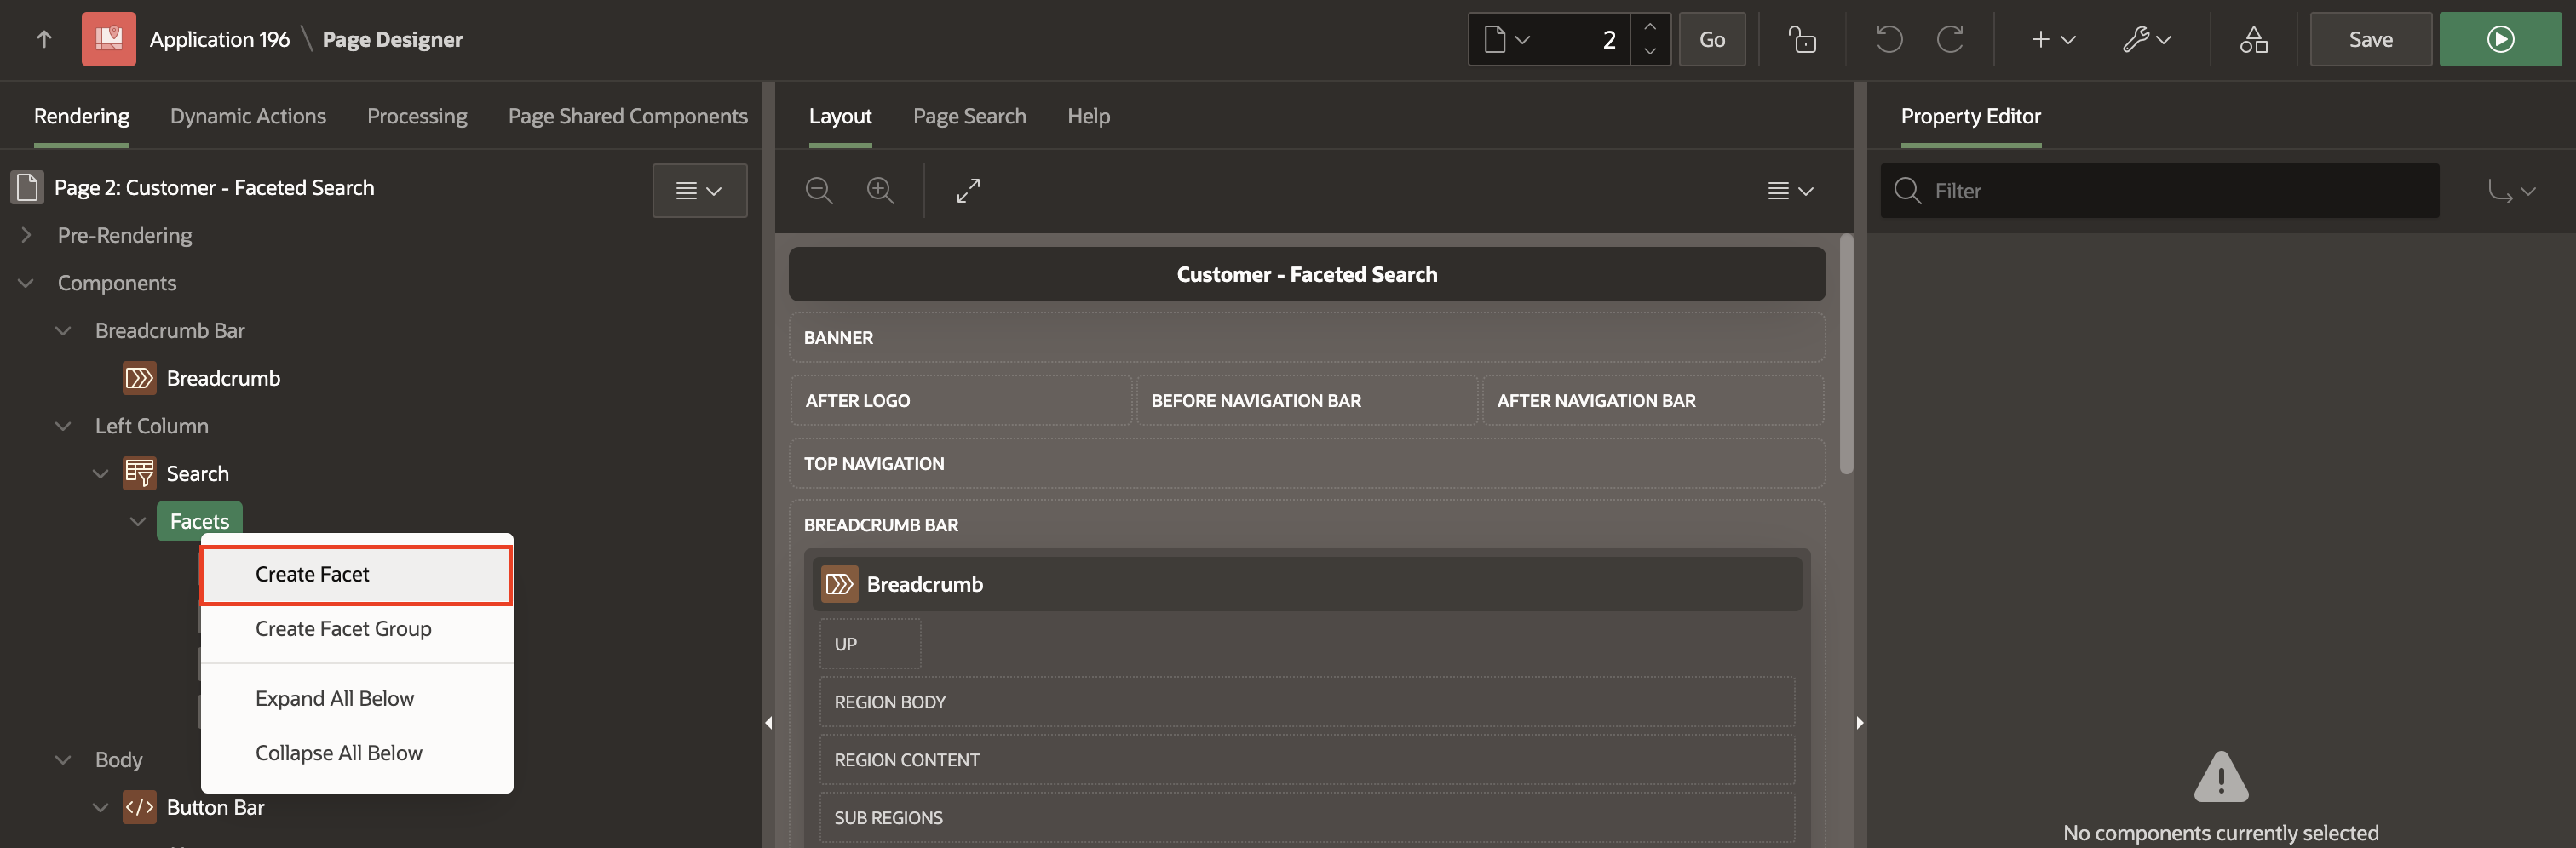 Application 196 \ Page Designer
2
Go
Save
Rendering
Dynamic Actions
Processing
Page Shared Components
Page 2: Customer - Faceted Search
Pre-Rendering
Components
Breadcrumb Bar
Breadcrumb
Left Column
Search
Facets
Create Facet
Create Facet Group
Expand All Below
Collapse All Below
Body
Button Bar
Layout
Page Search
Help
Customer - Faceted Search
BANNER
AFTER LOGO
BEFORE NAVIGATION BAR
AFTER NAVIGATION BAR
TOP NAVIGATION
BREADCRUMB BAR
Breadcrumb
UP
REGION BODY
REGION CONTENT
SUB REGIONS
Property Editor
Filter
No components currently selected